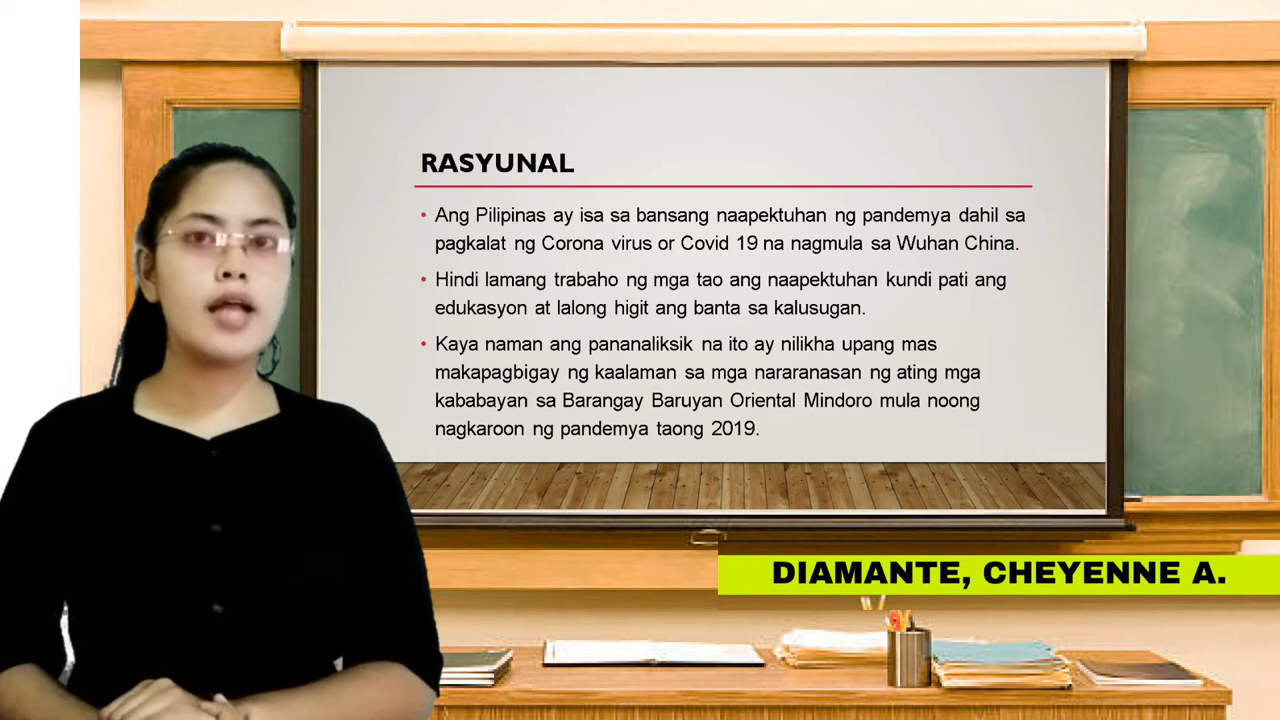 RASYUNAL
• Ang Pilipinas ay isa sa bansang naapektuhan ng pandemya dahil sa
pagkalat ng Corona virus or Covid 19 na nagmula sa Wuhan China.
• Hindi lamang trabaho ng mga tao ang naapektuhan kundi pati ang
edukasyon at lalong higit ang banta sa kalusugan.
• Kaya naman ang pananaliksik na ito ay nilikha upang mas
makapagbigay ng kaalaman sa mga nararanasan ng ating mga
kababayan sa Barangay Baruyan Oriental Mindoro mula noong
nagkaroon ng pandemya taong 2019.
DIAMANTE, CHEYENNE A.